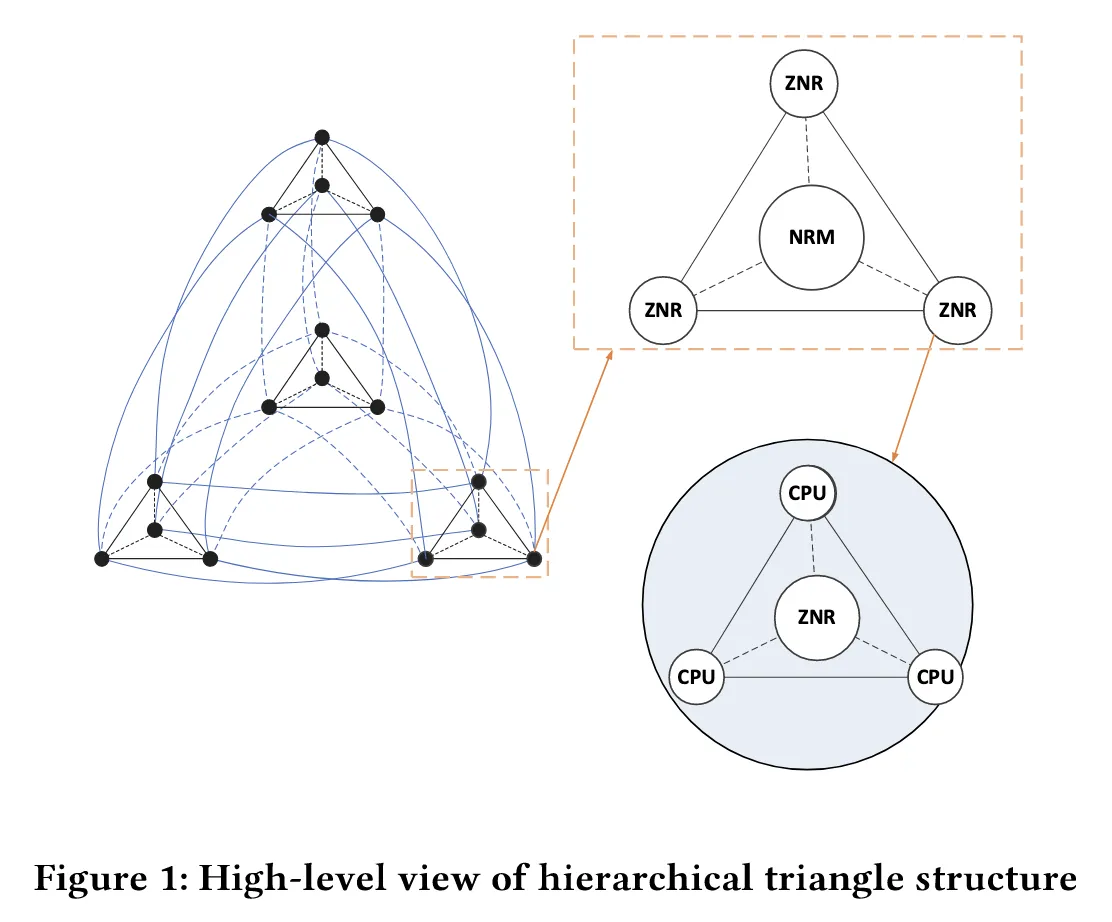 ZNR
NRM
ZNR
ZNR
CPU
ZNR
CPU
CPU
Figure 1: High-level view of hierarchical triangle structure